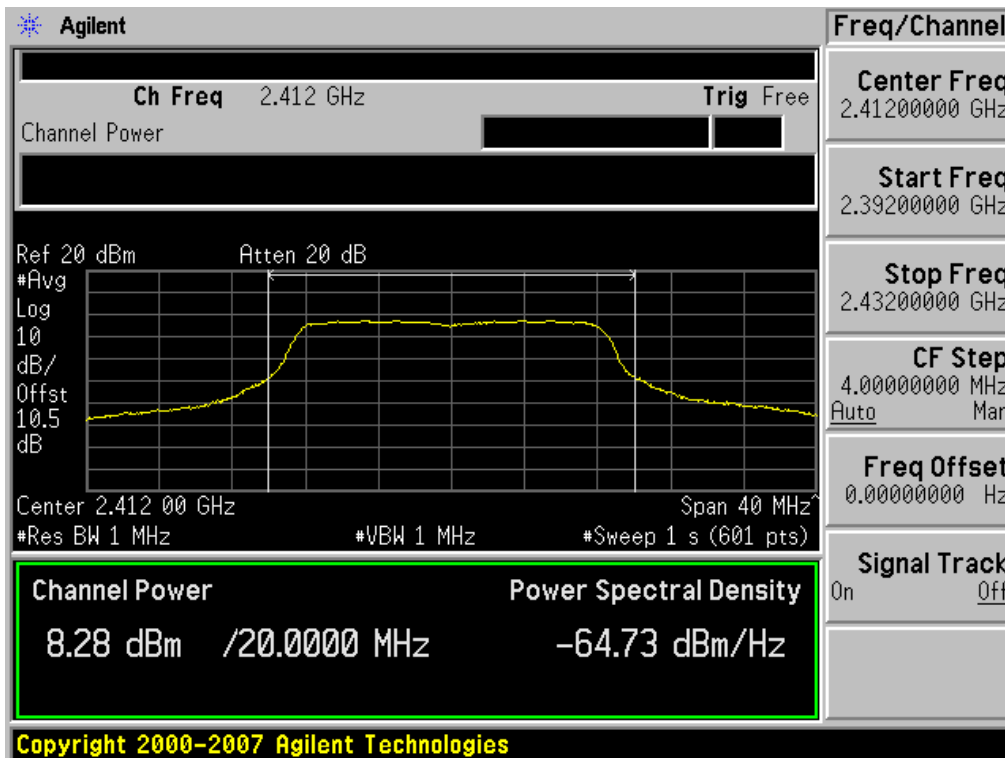 Agilent
Freq/Channel
Ch Freq 2.412 GHz Trig Free
Channel Power
Center Freq
2.41200000 GHz
Start Freq
2.39200000 GHz
Stop Freq
2.43200000 GHz
CF Step
4.00000000 MHz
Auto Man
Freq Offset
0.00000000 Hz
Signal Track
On Off
Ref 20 dBm Atten 20 dB
#Avg
Log
10
dB/
Offst
10.5
dB
Center 2.412 00 GHz Span 40 MHz^
#Res BW 1 MHz #VBW 1 MHz #Sweep 1 s (601 pts)
Channel Power Power Spectral Density
8.28 dBm /20.0000 MHz -64.73 dBm/Hz
Copyright 2000-2007 Agilent Technologies